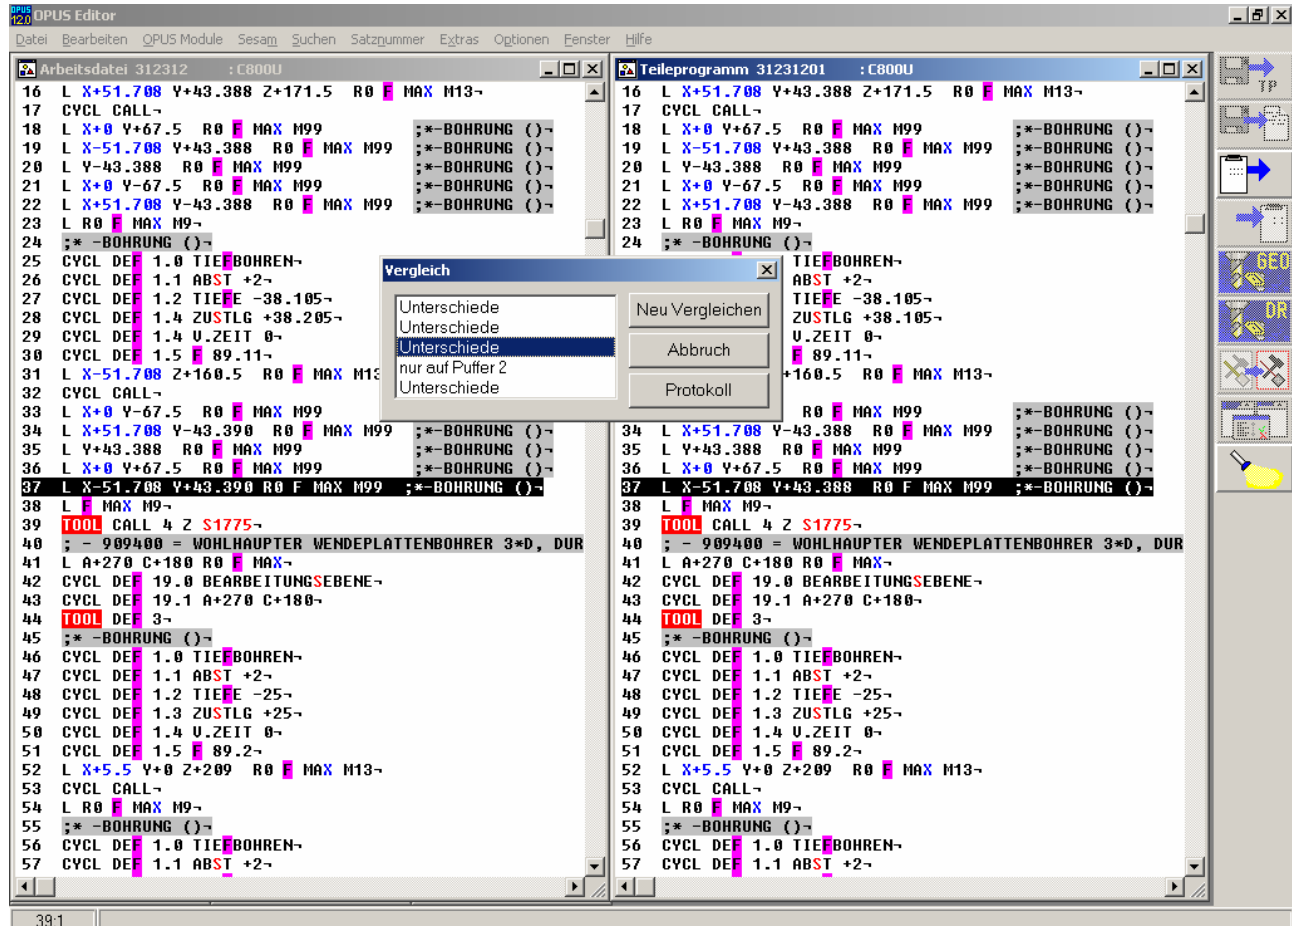 OPUS 12.0 OPUS Editor
Datei Bearbeiten OPUS Module Sesam Suchen Satznummer Extras Optionen Fenster Hilfe
Arbeitsdatei 312312 :C800U
16 L X+51.708 Y+43.388 Z+171.5 R0 F MAX M13¬
17 CYCL CALL¬
18 L X+0 Y+67.5 R0 F MAX M99 ;*-BOHRUNG ()¬
19 L X-51.708 Y+43.388 R0 F MAX M99 ;*-BOHRUNG ()¬
20 L Y-43.388 R0 F MAX M99 ;*-BOHRUNG ()¬
21 L X+0 Y-67.5 R0 F MAX M99 ;*-BOHRUNG ()¬
22 L X+51.708 Y-43.388 R0 F MAX M99 ;*-BOHRUNG ()¬
23 L R0 F MAX M9¬
24 ;* -BOHRUNG ()¬
25 CYCL DEF 1.0 TIEFBOHREN¬
26 CYCL DEF 1.1 ABST +2¬
27 CYCL DEF 1.2 TIEFE -38.105¬
28 CYCL DEF 1.4 ZUSTLG +38.205¬
29 CYCL DEF 1.4 V.ZEIT 0¬
30 CYCL DEF 1.5 F 89.11¬
31 L X-51.708 Z+160.5 R0 F MAX M13
32 CYCL CALL¬
33 L X+0 Y-67.5 R0 F MAX M99
34 L X+51.708 Y-43.390 R0 F MAX M99 ;*-BOHRUNG ()¬
35 L Y+43.388 R0 F MAX M99 ;*-BOHRUNG ()¬
36 L X+0 Y+67.5 R0 F MAX M99 ;*-BOHRUNG ()¬
37 L X-51.708 Y+43.390 R0 F MAX M99 ;*-BOHRUNG ()¬
38 L F MAX M9¬
39 TOOL CALL 4 Z S1775¬
40 ; - 909400 = WOHLHAUPTER WENDEPLATTENBOHRER 3*D, DUR
41 L A+270 C+180 R0 F MAX¬
42 CYCL DEF 19.0 BEARBEITUNGSEBENE¬
43 CYCL DEF 19.1 A+270 C+180¬
44 TOOL DEF 3¬
45 ;* -BOHRUNG ()¬
46 CYCL DEF 1.0 TIEFBOHREN¬
47 CYCL DEF 1.1 ABST +2¬
48 CYCL DEF 1.2 TIEFE -25¬
49 CYCL DEF 1.3 ZUSTLG +25¬
50 CYCL DEF 1.4 V.ZEIT 0¬
51 CYCL DEF 1.5 F 89.2¬
52 L X+5.5 Y+0 Z+209 R0 F MAX M13¬
53 CYCL CALL¬
54 L R0 F MAX M9¬
55 ;* -BOHRUNG ()¬
56 CYCL DEF 1.0 TIEFBOHREN¬
57 CYCL DEF 1.1 ABST +2¬
Teileprogramm 31231201 :C800U
16 L X+51.708 Y+43.388 Z+171.5 R0 F MAX M13¬
17 CYCL CALL¬
18 L X+0 Y+67.5 R0 F MAX M99 ;*-BOHRUNG ()¬
19 L X-51.708 Y+43.388 R0 F MAX M99 ;*-BOHRUNG ()¬
20 L Y-43.388 R0 F MAX M99 ;*-BOHRUNG ()¬
21 L X+0 Y-67.5 R0 F MAX M99 ;*-BOHRUNG ()¬
22 L X+51.708 Y-43.388 R0 F MAX M99 ;*-BOHRUNG ()¬
23 L R0 F MAX M9¬
24 ;* -BOHRUNG ()¬
TIEFBOHREN¬
ABST +2¬
TIEFE -38.105¬
ZUSTLG +38.105¬
V.ZEIT 0¬
F 89.11¬
+160.5 R0 F MAX M13¬
R0 F MAX M99 ;*-BOHRUNG ()¬
34 L X+51.708 Y-43.388 R0 F MAX M99 ;*-BOHRUNG ()¬
35 L Y+43.388 R0 F MAX M99 ;*-BOHRUNG ()¬
36 L X+0 Y+67.5 R0 F MAX M99 ;*-BOHRUNG ()¬
37 L X-51.708 Y+43.388 R0 F MAX M99 ;*-BOHRUNG ()¬
38 L F MAX M9¬
39 TOOL CALL 4 Z S1775¬
40 ; - 909400 = WOHLHAUPTER WENDEPLATTENBOHRER 3*D, DUR
41 L A+270 C+180 R0 F MAX¬
42 CYCL DEF 19.0 BEARBEITUNGSEBENE¬
43 CYCL DEF 19.1 A+270 C+180¬
44 TOOL DEF 3¬
45 ;* -BOHRUNG ()¬
46 CYCL DEF 1.0 TIEFBOHREN¬
47 CYCL DEF 1.1 ABST +2¬
48 CYCL DEF 1.2 TIEFE -25¬
49 CYCL DEF 1.3 ZUSTLG +25¬
50 CYCL DEF 1.4 V.ZEIT 0¬
51 CYCL DEF 1.5 F 89.2¬
52 L X+5.5 Y+0 Z+209 R0 F MAX M13¬
53 CYCL CALL¬
54 L R0 F MAX M9¬
55 ;* -BOHRUNG ()¬
56 CYCL DEF 1.0 TIEFBOHREN¬
57 CYCL DEF 1.1 ABST +2¬
Vergleich
Unterschiede
Unterschiede
Unterschiede
nur auf Puffer 2
Unterschiede
Neu Vergleichen
Abbruch
Protokoll
TP
GEO
DR
39:1